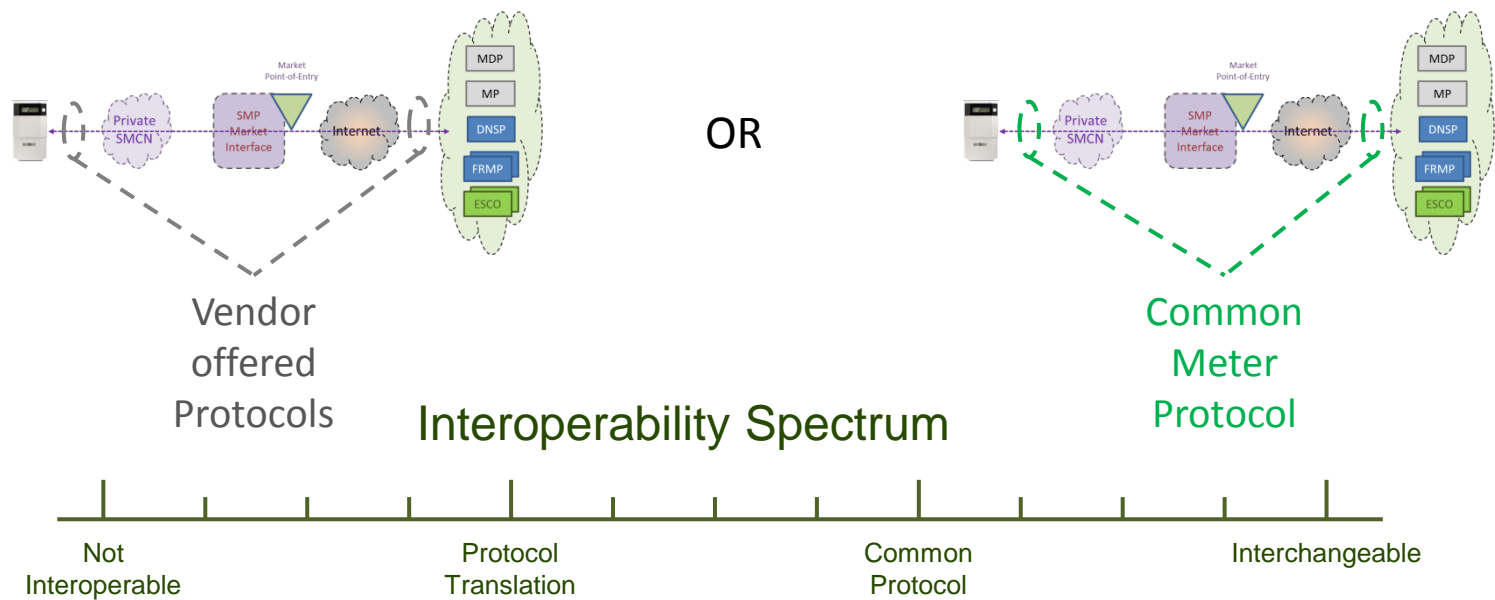 Market
Point-of-Entry
Private
SMCN
SMP
Market
Interface
Internet
MDP
MP
DNSP
FRMP
ESCO
OR
Market
Point-of-Entry
Private
SMCN
SMP
Market
Interface
Internet
MDP
MP
DNSP
FRMP
ESCO
Vendor
offered
Protocols
Common
Meter
Protocol
Interoperability Spectrum
Not
Interoperable
Protocol
Translation
Common
Protocol
Interchangeable